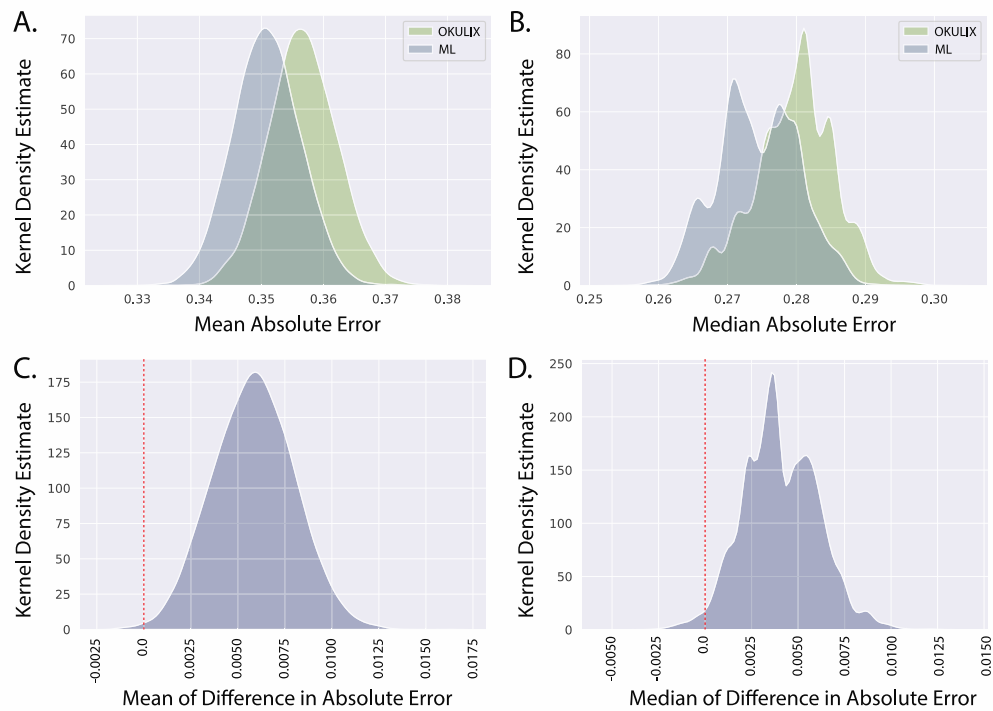 A.
OKULIX
ML
70
60
50
40
30
20
10
0
Kernel Density Estimate
0.33 0.34 0.35 0.36 0.37 0.38
Mean Absolute Error
B.
OKULIX
ML
80
60
40
20
0
Kernel Density Estimate
0.25 0.26 0.27 0.28 0.29 0.30
Median Absolute Error
C.
175
150
125
100
75
50
25
0
Kernel Density Estimate
-0.0025 0.0 0.0025 0.0050 0.0075 0.0100 0.0125 0.0150 0.0175
Mean of Difference in Absolute Error
D.
250
200
150
100
50
0
Kernel Density Estimate
-0.0050 -0.0025 0.0 0.0025 0.0050 0.0075 0.0100 0.0125 0.0150
Median of Difference in Absolute Error